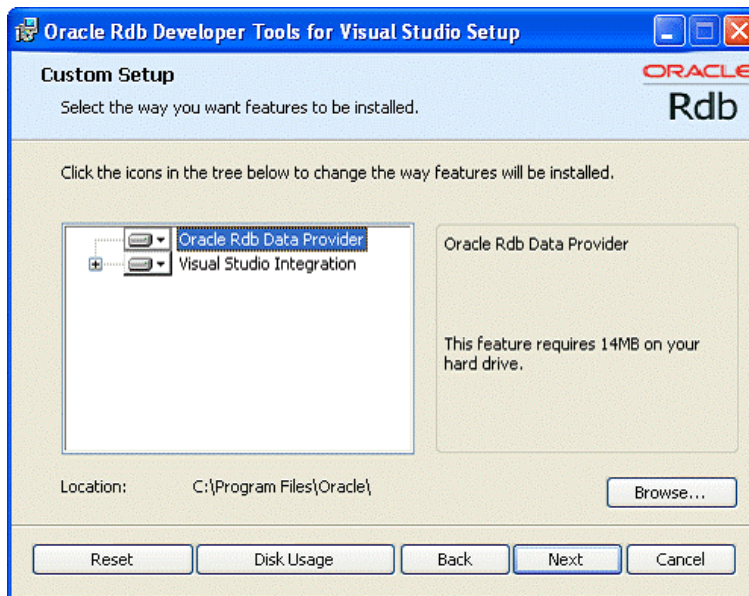 Oracle Rdb Developer Tools for Visual Studio Setup
Custom Setup
Select the way you want features to be installed.
ORACLE
Rdb
Click the icons in the tree below to change the way features will be installed.
Oracle Rdb Data Provider
Visual Studio Integration
Oracle Rdb Data Provider
This feature requires 14MB on your
hard drive.
Location: C:\Program Files\Oracle\
Browse...
Reset Disk Usage Back Next Cancel